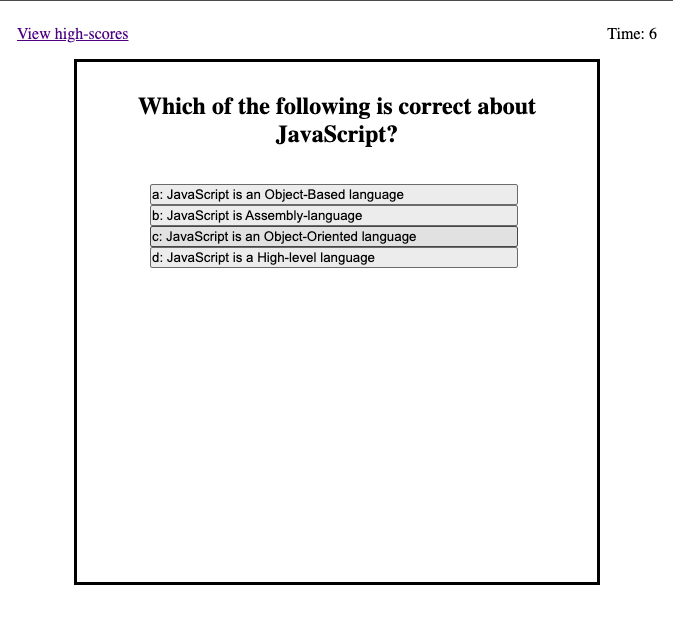 View high-scores
Time: 6
Which of the following is correct about
JavaScript?
a: JavaScript is an Object-Based language
b: JavaScript is Assembly-language
c: JavaScript is an Object-Oriented language
d: JavaScript is a High-level language